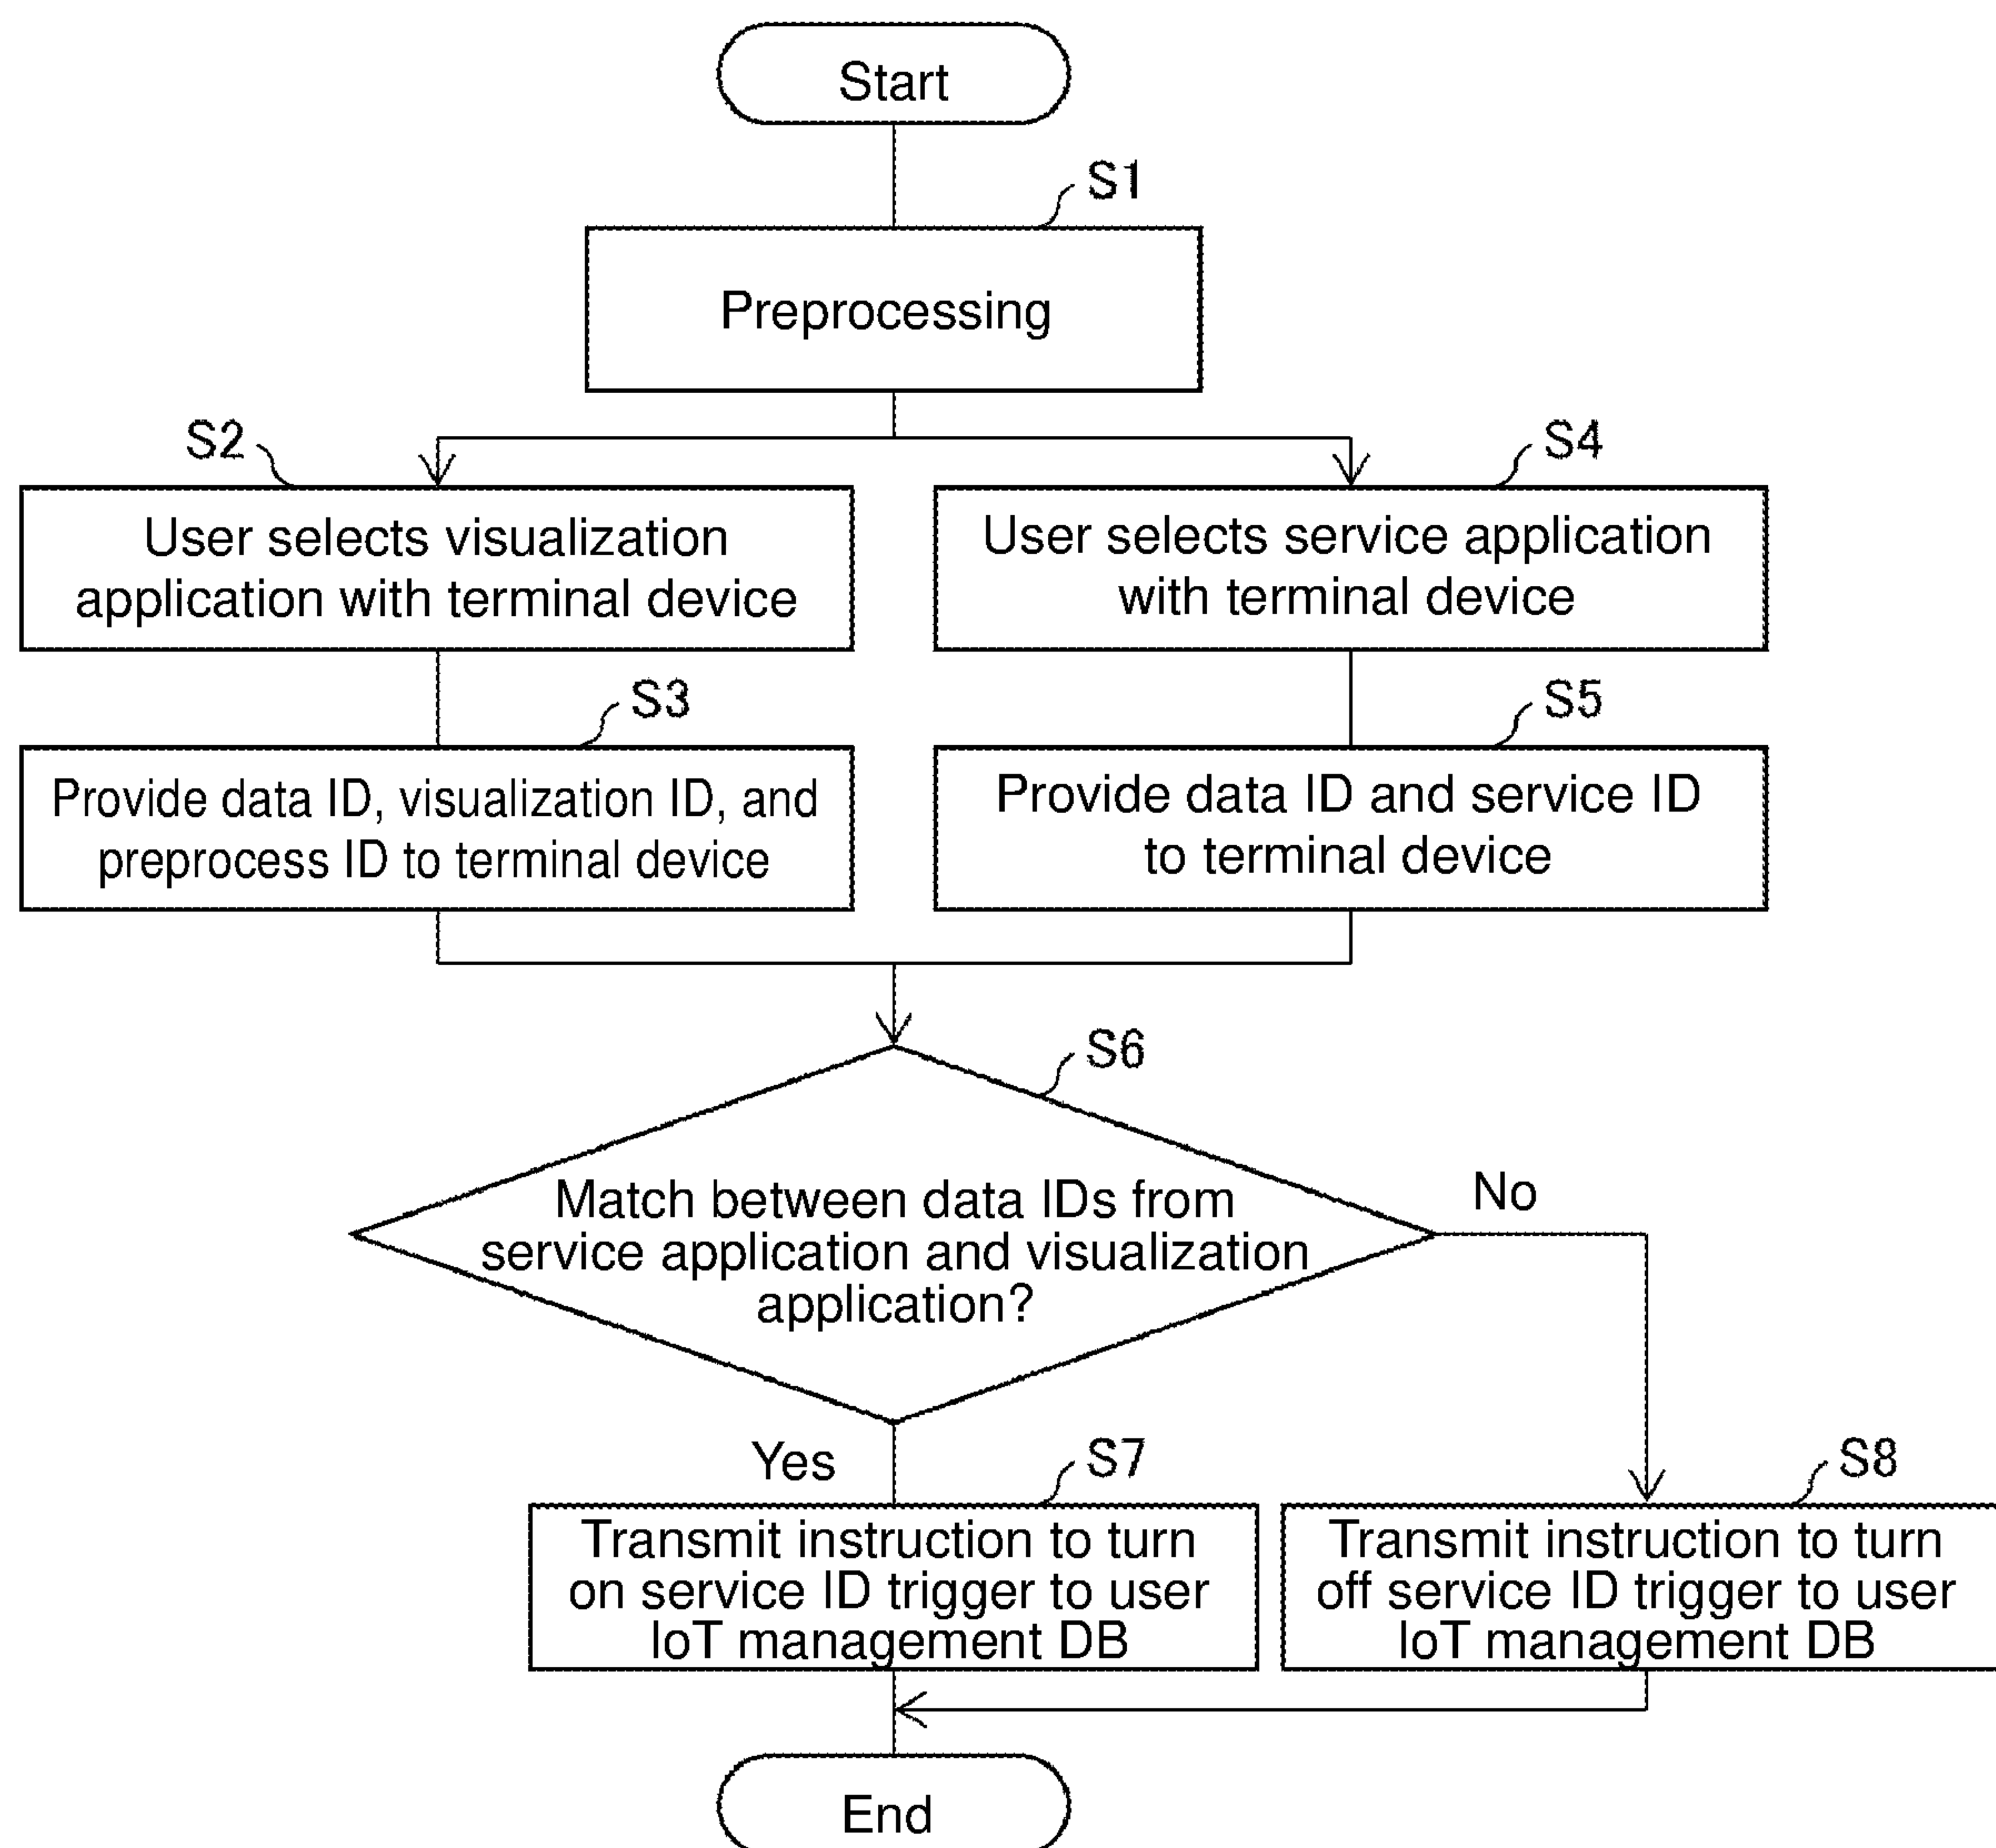 Start
S1
Preprocessing
S2
User selects visualization
application with terminal device
S4
User selects service application
with terminal device
S3
Provide data ID, visualization ID, and
preprocess ID to terminal device
S5
Provide data ID and service ID
to terminal device
S6
Match between data IDs from
service application and visualization
application?
No
Yes
S7
Transmit instruction to turn
on service ID trigger to user
IoT management DB
S8
Transmit instruction to turn
off service ID trigger to user
IoT management DB
End